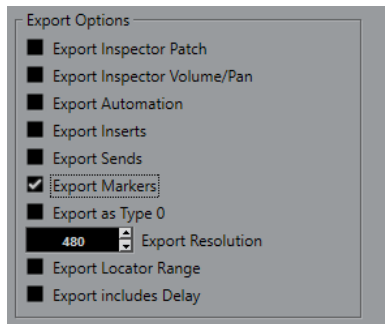 Export Options
Export Inspector Patch
Export Inspector Volume/Pan
Export Automation
Export Inserts
Export Sends
Export Markers
Export as Type 0
480 Export Resolution
Export Locator Range
Export includes Delay